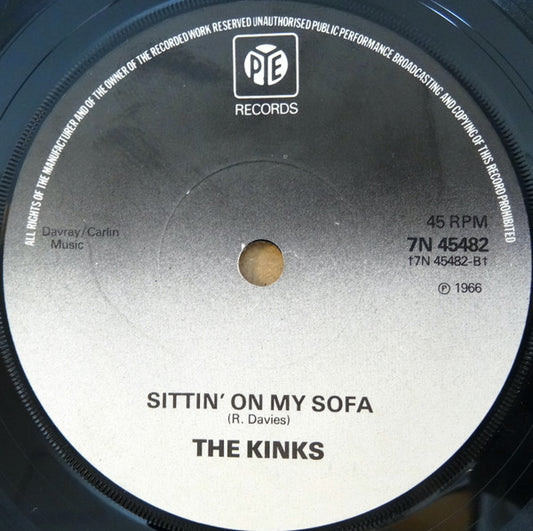 ALL RIGHTS OF THE MANUFACTURER AND OF THE OWNER OF THE RECORDED WORK RESERVED UNAUTHORISED PUBLIC PERFORMANCE BROADCASTING AND COPYING OF THIS RECORD PROHIBITED
PYE
RECORDS
Davray/Carlin
Music
45 RPM
7N 45482
†7N 45482-B†
℗ 1966
SITTIN' ON MY SOFA
(R. Davies)
THE KINKS